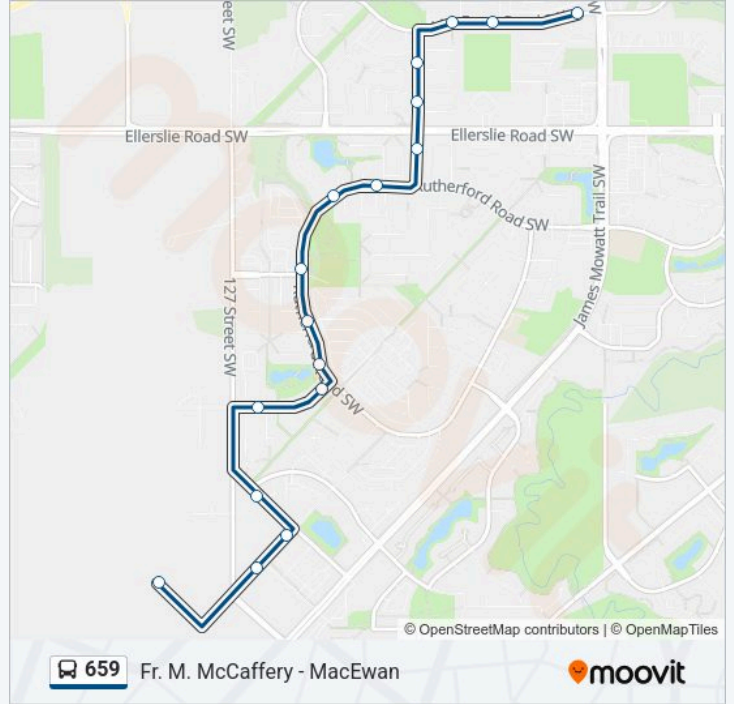 Street SW
W
Ellerslie Road SW
Ellerslie Road SW
Rutherford Road SW
James Mowatt Trail SW
127 Street SW
Road SW
© OpenStreetMap contributors | © OpenMapTiles
659 Fr. M. McCaffery - MacEwan
moovit